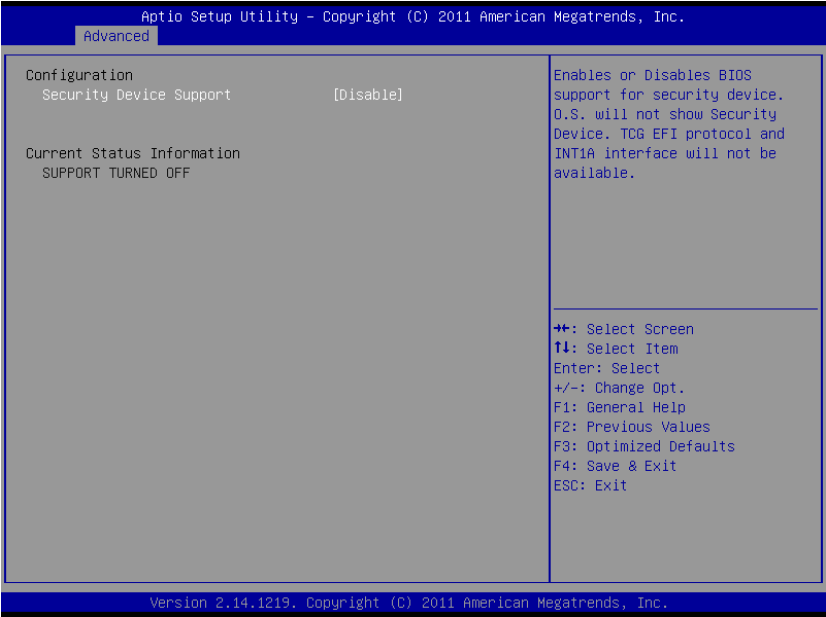 Aptio Setup Utility – Copyright (C) 2011 American Megatrends, Inc.
Advanced
Configuration
Security Device Support [Disable]
Current Status Information
SUPPORT TURNED OFF
Enables or Disables BIOS
support for security device.
O.S. will not show Security
Device. TCG EFI protocol and
INT1A interface will not be
available.
→←: Select Screen
↑↓: Select Item
Enter: Select
+/-: Change Opt.
F1: General Help
F2: Previous Values
F3: Optimized Defaults
F4: Save & Exit
ESC: Exit
Version 2.14.1219. Copyright (C) 2011 American Megatrends, Inc.